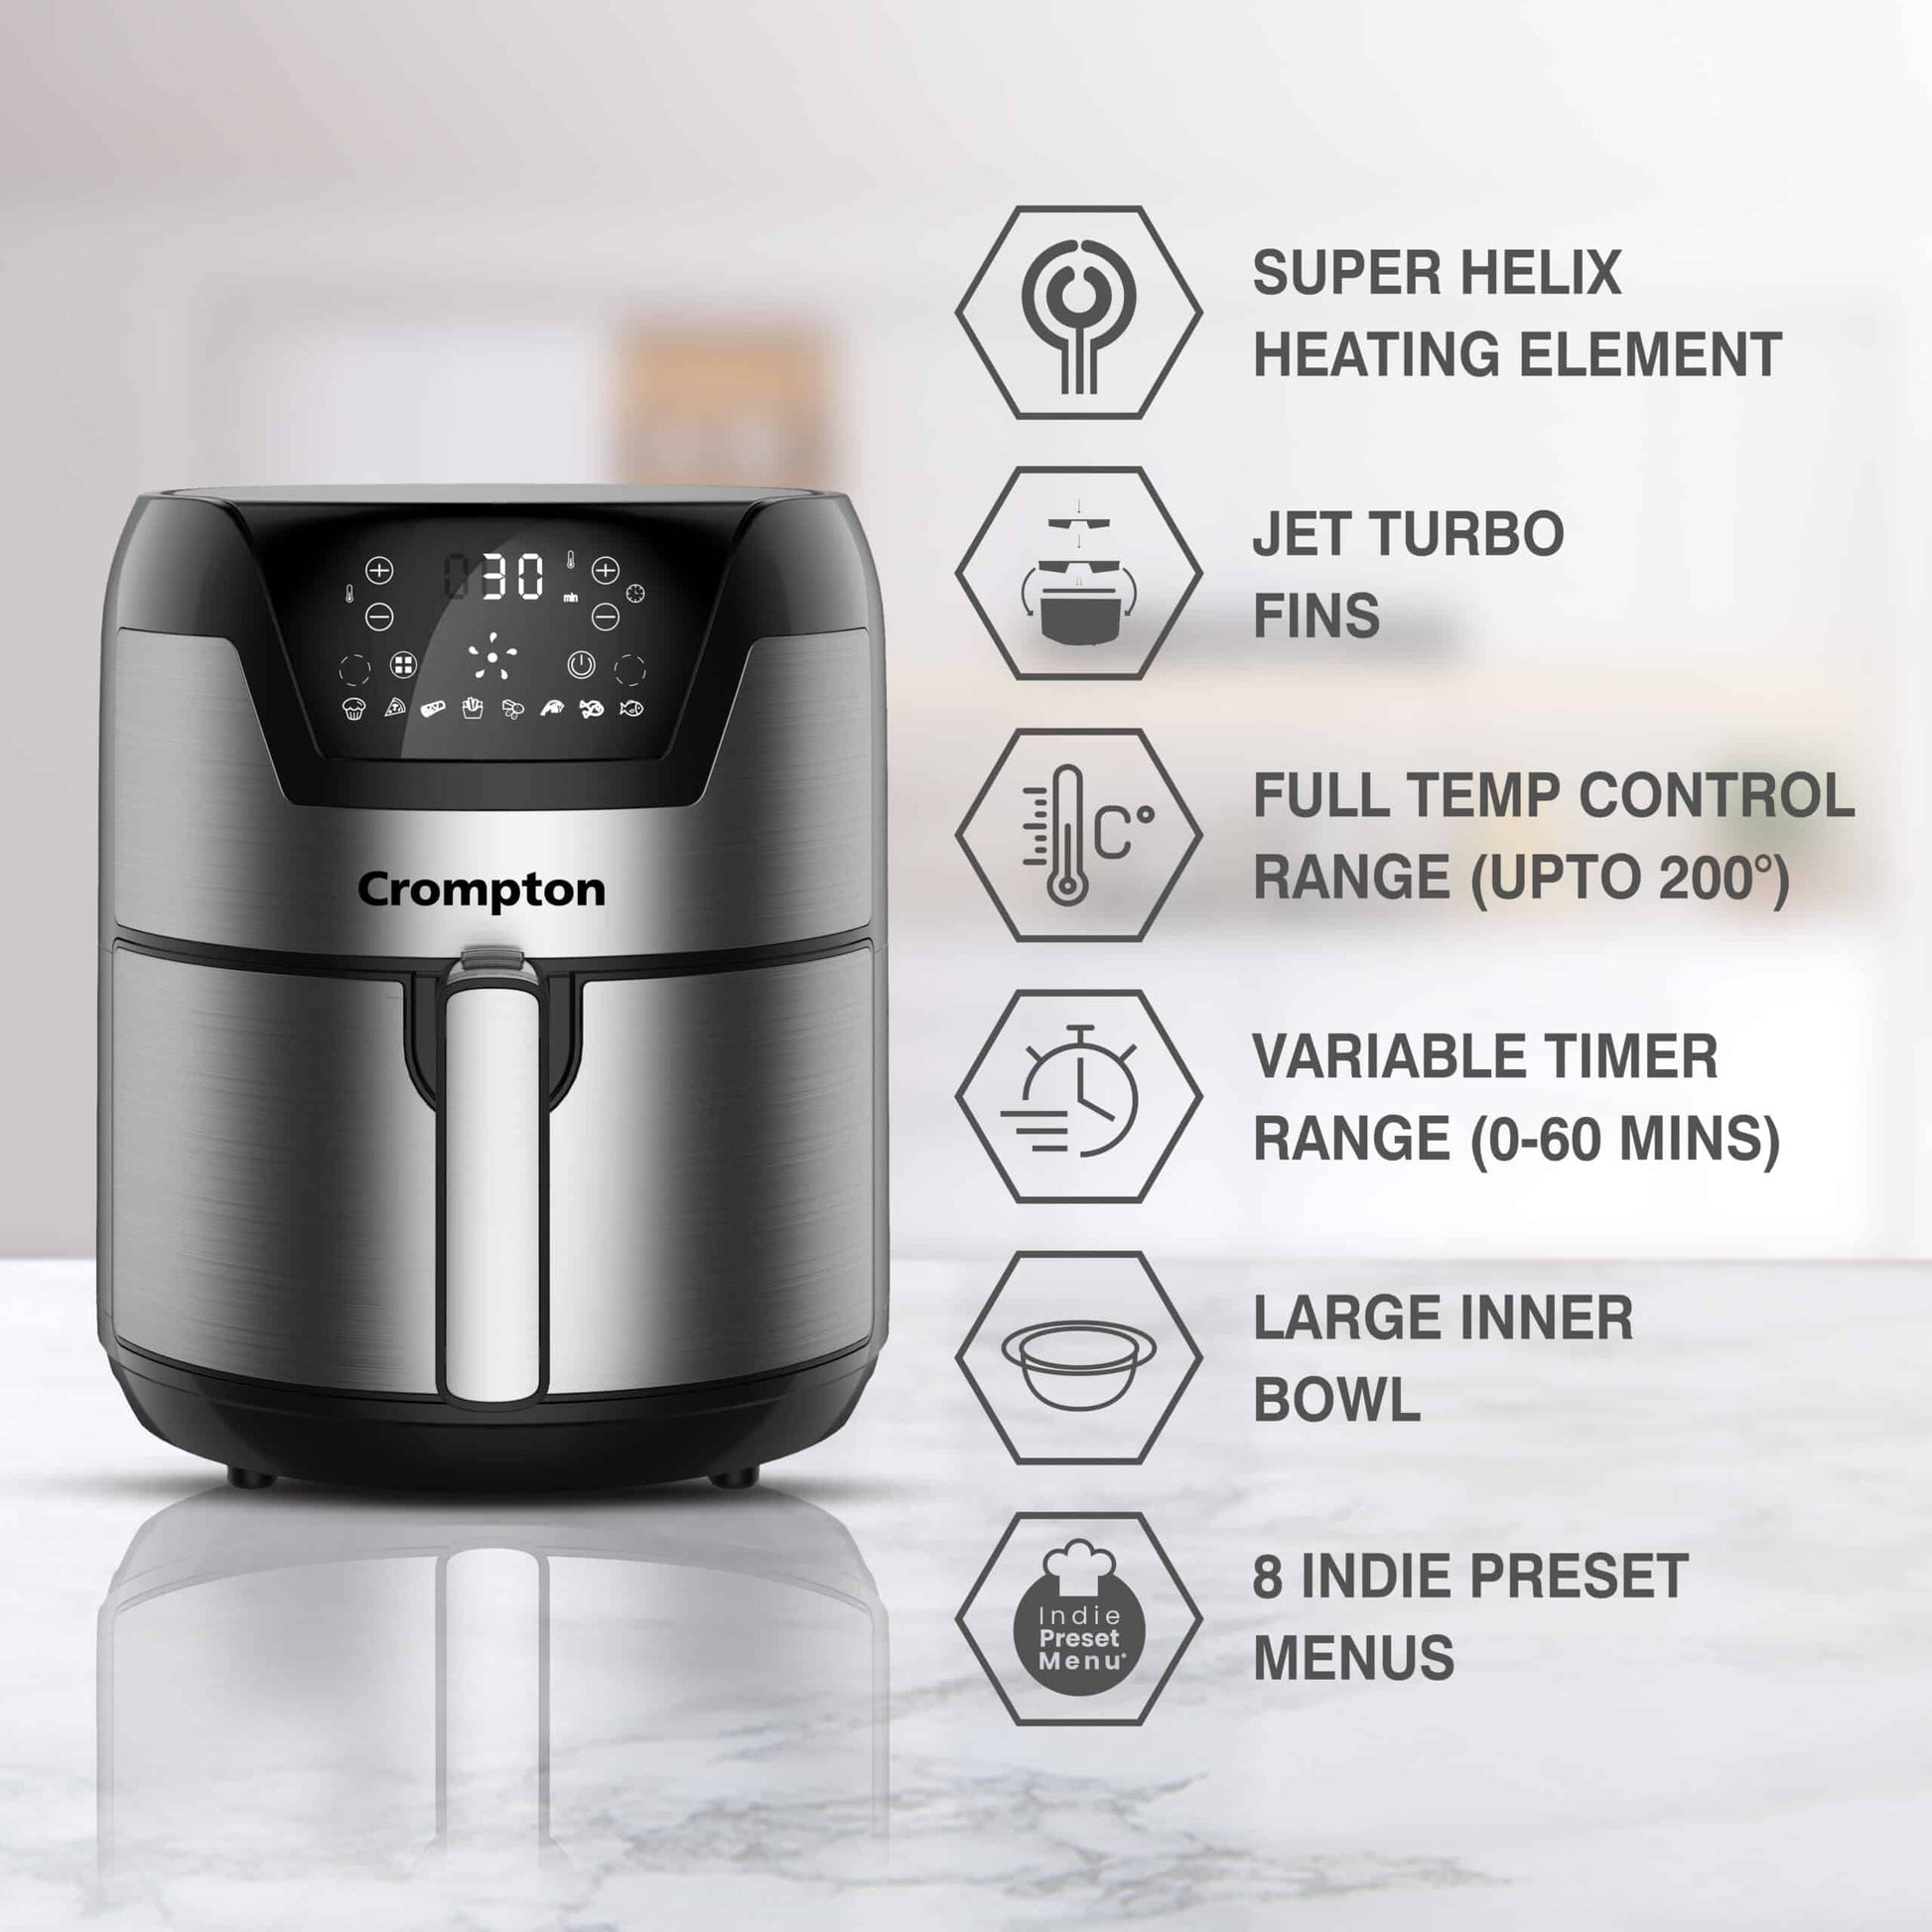 30
min
Crompton
SUPER HELIX
HEATING ELEMENT
JET TURBO
FINS
C°
FULL TEMP CONTROL
RANGE (UPTO 200°)
VARIABLE TIMER
RANGE (0-60 MINS)
LARGE INNER
BOWL
Indie
Preset
Menu*
8 INDIE PRESET
MENUS